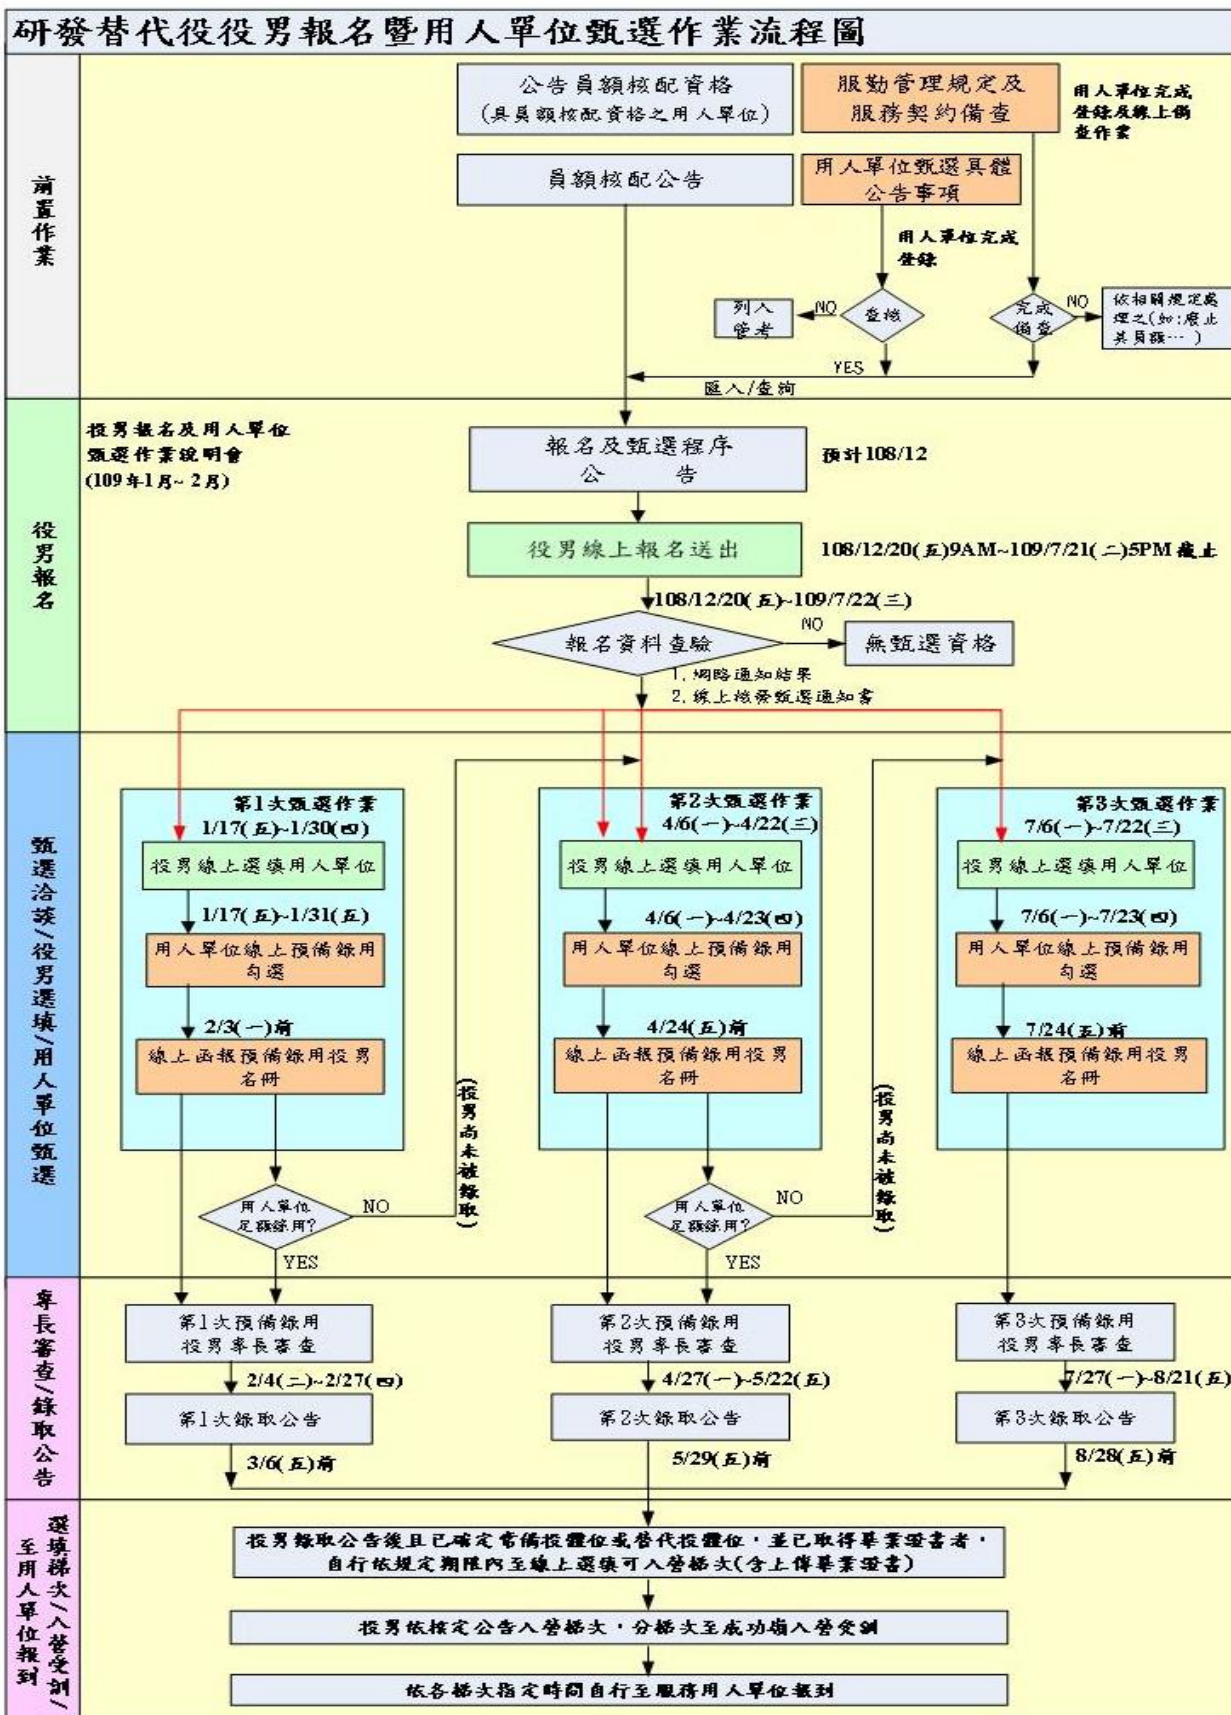 研發替代役役男報名暨用人單位甄選作業流程圖
前置作業
公告員額核配資格
(具員額核配資格之用人單位)
服勤管理規定及
服務契約備查
用人單位完成
登錄及線上備
查作業
員額核配公告
用人單位甄選具體
公告事項
用人單位完成
登錄
列入
管考
NO
查核
完成
備查
NO
依相關規定處
理之(如:廢止
其員額…)
YES
匯入/查詢
役男報名
役男報名及用人單位
甄選作業說明會
(109年1月~2月)
報名及甄選程序
公 告
預計108/12
役男線上報名送出
108/12/20(五)9AM~109/7/21(二)5PM 截止
108/12/20(五)~109/7/22(三)
報名資料查驗
NO
無甄選資格
1.網路通知結果
2.線上核發甄選通知書
甄選洽談/役男選填/用人單位甄選
第1次甄選作業
1/17(五)~1/30(四)
役男線上選填用人單位
1/17(五)~1/31(五)
用人單位線上預備錄用
勾選
2/3(一)前
線上函報預備錄用役男
名冊
用人單位
足額錄用?
NO
YES
(役男尚未被錄取)
第2次甄選作業
4/6(一)~4/22(三)
役男線上選填用人單位
4/6(一)~4/23(四)
用人單位線上預備錄用
勾選
4/24(五)前
線上函報預備錄用役男
名冊
用人單位
足額錄用?
NO
YES
(役男尚未被錄取)
第3次甄選作業
7/6(一)~7/22(三)
役男線上選填用人單位
7/6(一)~7/23(四)
用人單位線上預備錄用
勾選
7/24(五)前
線上函報預備錄用役男
名冊
專長審查/錄取公告
第1次預備錄用
役男專長審查
2/4(二)~2/27(四)
第1次錄取公告
3/6(五)前
第2次預備錄用
役男專長審查
4/27(一)~5/22(五)
第2次錄取公告
5/29(五)前
第3次預備錄用
役男專長審查
7/27(一)~8/21(五)
第3次錄取公告
8/28(五)前
選填梯次/入營受訓/
至用人單位報到
役男錄取公告後且已確定常備役體位或替代役體位，並已取得畢業證書者，
自行依規定期限內至線上選填可入營梯次(含上傳畢業證書)
役男依核定公告入營梯次，分梯次至成功嶺入營受訓
依各梯次指定時間自行至服務用人單位報到